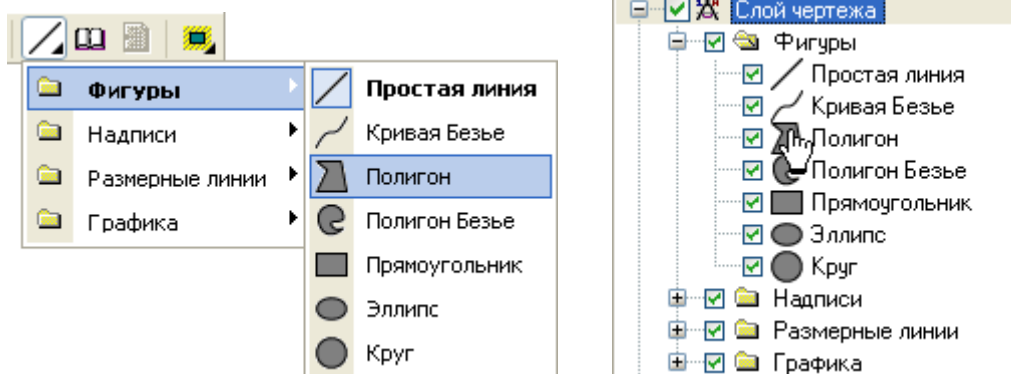 Фигуры
Надписи
Размерные линии
Графика
Простая линия
Кривая Безье
Полигон
Полигон Безье
Прямоугольник
Эллипс
Круг
Слой чертежа
Фигуры
Простая линия
Кривая Безье
Полигон
Полигон Безье
Прямоугольник
Эллипс
Круг
Надписи
Размерные линии
Графика